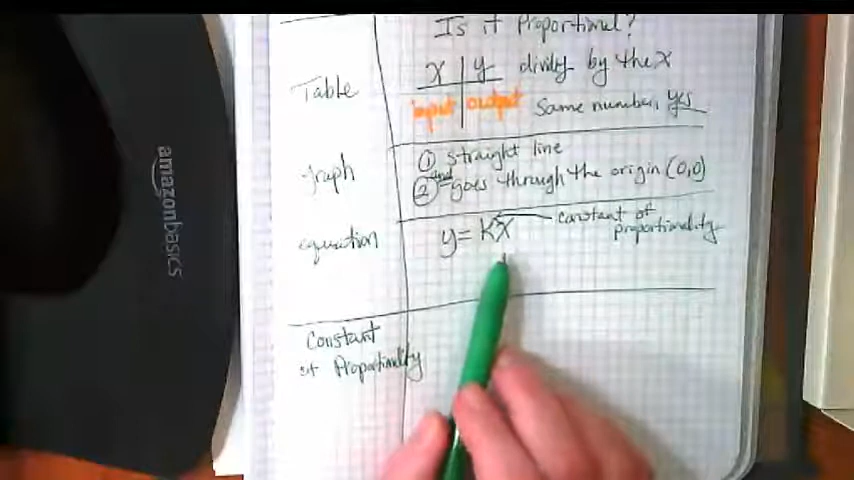 Is it Proportional?
Table
x | y divide by the x
input output Same number, yes
graph
① straight line
and
② goes through the origin (0,0)
equation
y = kx
constant of
proportionality
Constant
of Proportionality
amazonbasics